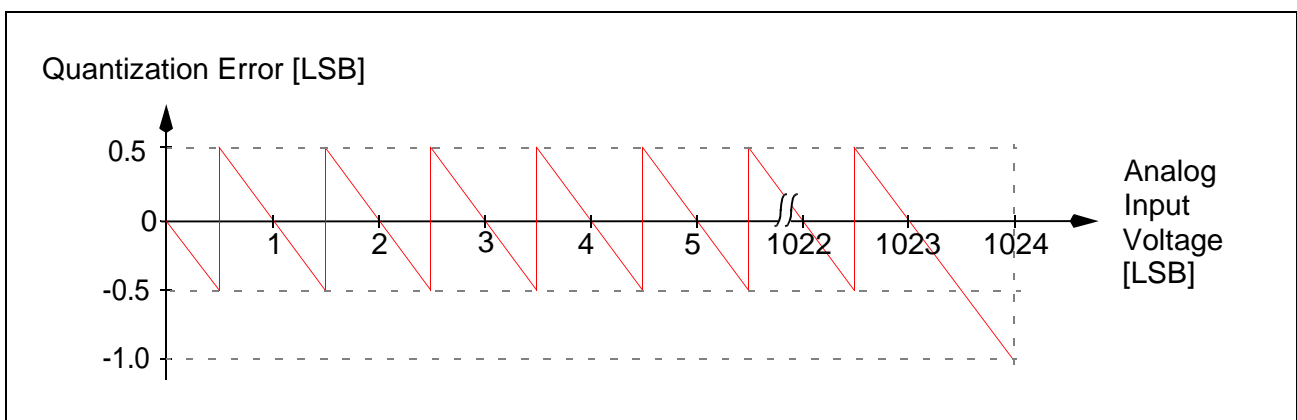 Quantization Error [LSB]
0.5
0
-0.5
-1.0
1 2 3 4 5 1022 1023 1024
Analog
Input
Voltage
[LSB]